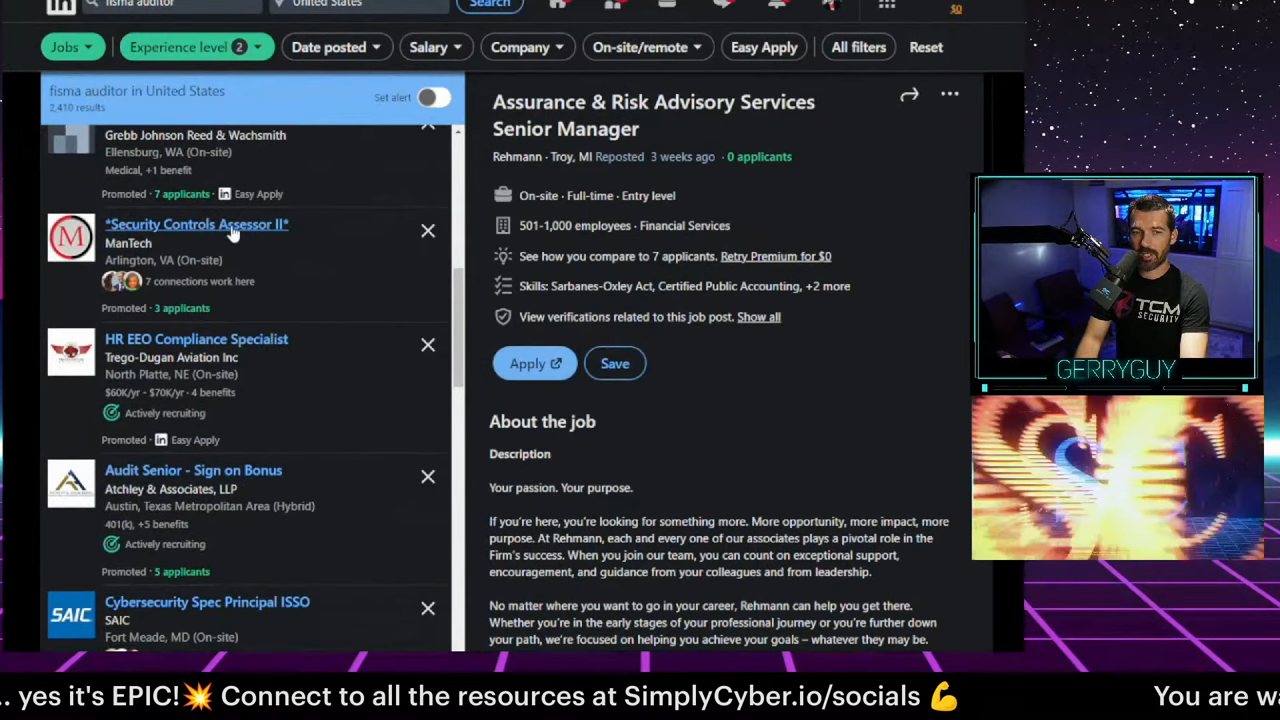 in
fisma auditor
United States
Search
$0
Jobs
Experience level 2
Date posted
Salary
Company
On-site/remote
Easy Apply
All filters
Reset
fisma auditor in United States
2,410 results
Set alert
Grebb Johnson Reed & Wachsmith
Ellensburg, WA (On-site)
Medical, +1 benefit
Promoted · 7 applicants · in Easy Apply
M
*Security Controls Assessor II*
ManTech
Arlington, VA (On-site)
7 connections work here
Promoted · 3 applicants
HR EEO Compliance Specialist
Trego-Dugan Aviation Inc
North Platte, NE (On-site)
$60K/yr - $70K/yr · 4 benefits
Actively recruiting
Promoted · in Easy Apply
Audit Senior - Sign on Bonus
Atchley & Associates, LLP
Austin, Texas Metropolitan Area (Hybrid)
401(k), +5 benefits
Actively recruiting
Promoted · 5 applicants
SAIC
Cybersecurity Spec Principal ISSO
SAIC
Fort Meade, MD (On-site)
Assurance & Risk Advisory Services
Senior Manager
Rehmann · Troy, MI Reposted 3 weeks ago · 0 applicants
On-site · Full-time · Entry level
501-1,000 employees · Financial Services
See how you compare to 7 applicants. Retry Premium for $0
Skills: Sarbanes-Oxley Act, Certified Public Accounting, +2 more
View verifications related to this job post. Show all
Apply
Save
About the job
Description
Your passion. Your purpose.
If you're here, you're looking for something more. More opportunity, more impact, more
purpose. At Rehmann, each and every one of our associates plays a pivotal role in the
Firm's success. When you join our team, you can count on exceptional support,
encouragement, and guidance from your colleagues and from leadership.
No matter where you want to go in your career, Rehmann can help you get there.
Whether you're in the early stages of your professional journey or you're further down
your path, we're focused on helping you achieve your goals – whatever they may be.
TCM
SECURITY
GERRYGUY
.. yes it's EPIC!💥 Connect to all the resources at SimplyCyber.io/socials 💪 You are wa